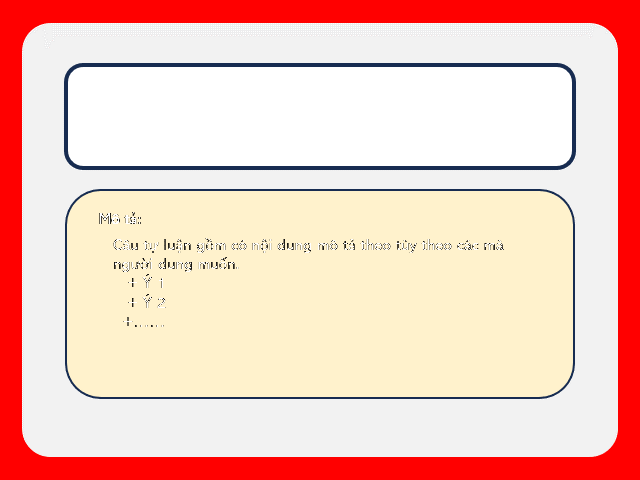 Mô tả:
Câu tự luận gồm có nội dung mô tả theo tùy theo các mà
người dung muốn.
+ Ý 1
+ Ý 2
+.......